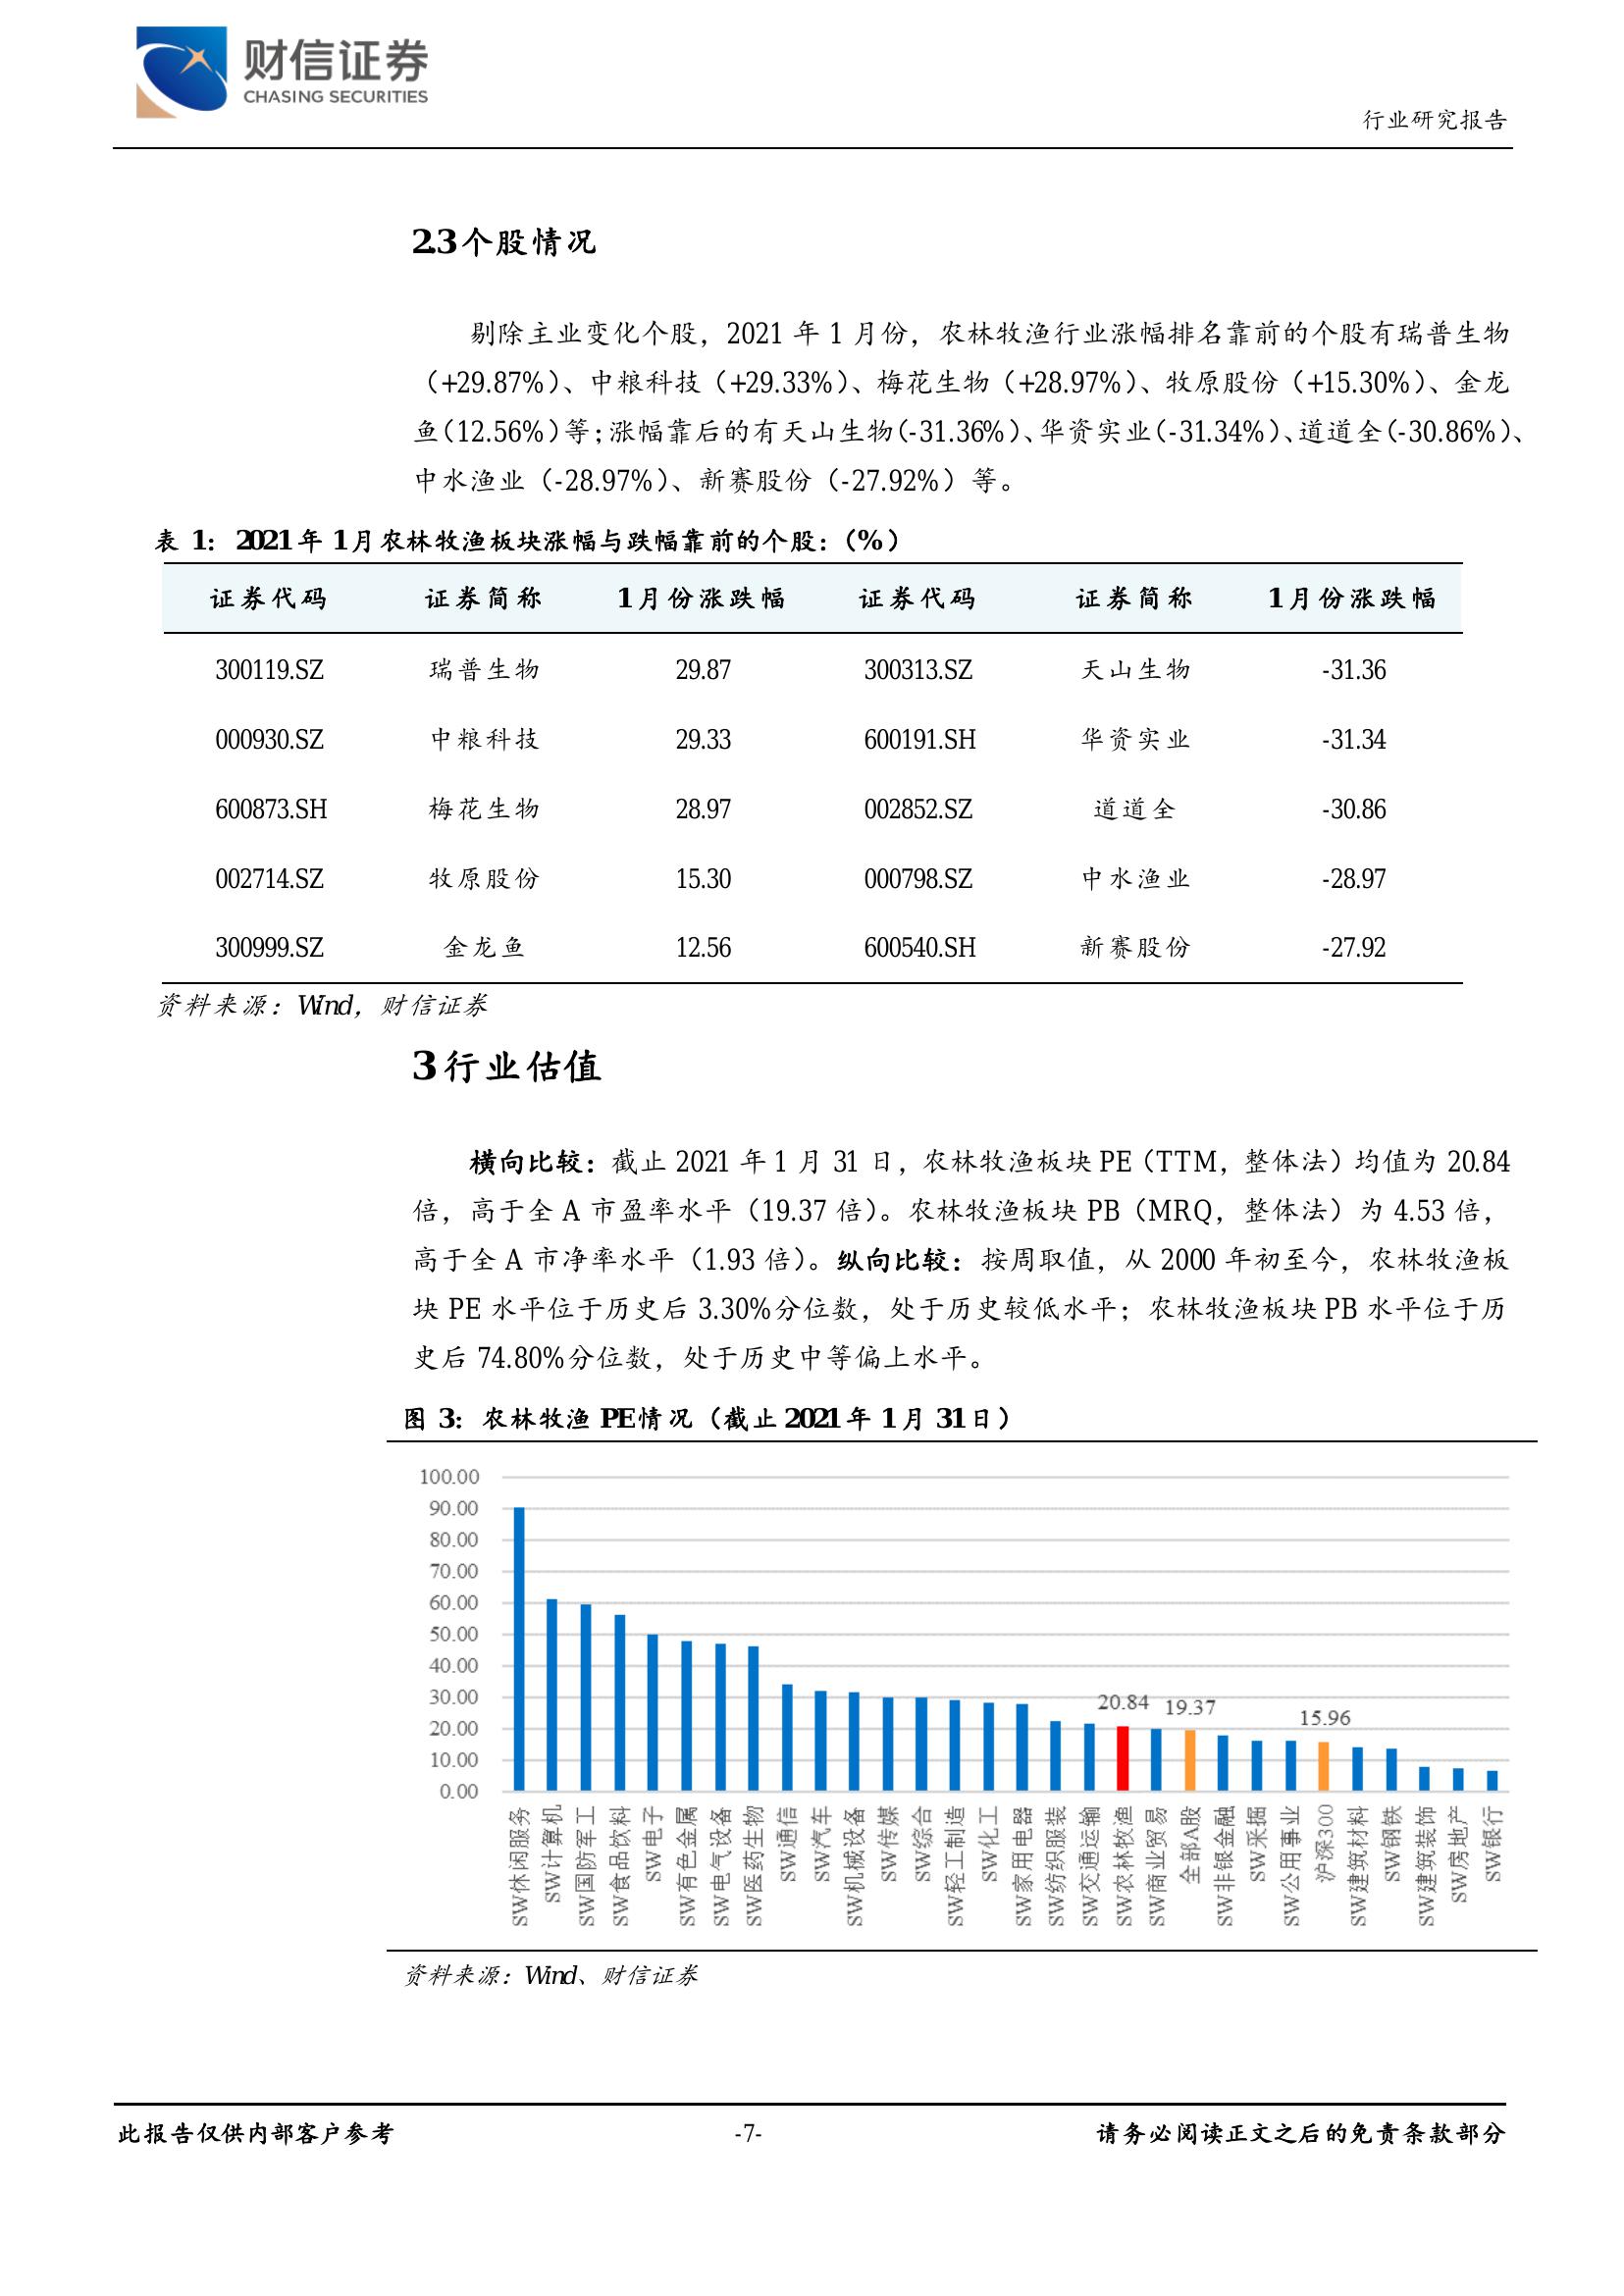 财信证券
CHASING SECURITIES
行业研究报告
2.3 个股情况
剔除主业变化个股，2021 年 1 月份，农林牧渔行业涨幅排名靠前的个股有瑞普生物
（+29.87%）、中粮科技（+29.33%）、梅花生物（+28.97%）、牧原股份（+15.30%）、金龙
鱼（12.56%）等；涨幅靠后的有天山生物（-31.36%）、华资实业（-31.34%）、道道全（-30.86%）、
中水渔业（-28.97%）、新赛股份（-27.92%）等。
表 1：2021 年 1 月农林牧渔板块涨幅与跌幅靠前的个股：（%）
证券代码 证券简称 1 月份涨跌幅 证券代码 证券简称 1 月份涨跌幅
300119.SZ 瑞普生物 29.87 300313.SZ 天山生物 -31.36
000930.SZ 中粮科技 29.33 600191.SH 华资实业 -31.34
600873.SH 梅花生物 28.97 002852.SZ 道道全 -30.86
002714.SZ 牧原股份 15.30 000798.SZ 中水渔业 -28.97
300999.SZ 金龙鱼 12.56 600540.SH 新赛股份 -27.92
资料来源：Wind，财信证券
3 行业估值
横向比较：截止 2021 年 1 月 31 日，农林牧渔板块 PE（TTM，整体法）均值为 20.84
倍，高于全 A 市盈率水平（19.37 倍）。农林牧渔板块 PB（MRQ，整体法）为 4.53 倍，
高于全 A 市净率水平（1.93 倍）。纵向比较：按周取值，从 2000 年初至今，农林牧渔板
块 PE 水平位于历史后 3.30%分位数，处于历史较低水平；农林牧渔板块 PB 水平位于历
史后 74.80%分位数，处于历史中等偏上水平。
图 3：农林牧渔 PE 情况（截止 2021 年 1 月 31 日）
100.00
90.00
80.00
70.00
60.00
50.00
40.00
30.00
20.00
10.00
0.00
20.84
19.37
15.96
SW休闲服务
SW计算机
SW国防军工
SW食品饮料
SW电子
SW有色金属
SW电气设备
SW医药生物
SW通信
SW汽车
SW机械设备
SW传媒
SW综合
SW轻工制造
SW化工
SW家用电器
SW纺织服装
SW交通运输
SW农林牧渔
SW商业贸易
全部A股
SW非银金融
SW采掘
SW公用事业
沪深300
SW建筑材料
SW钢铁
SW建筑装饰
SW房地产
SW银行
资料来源：Wind、财信证券
此报告仅供内部客户参考
-7-
请务必阅读正文之后的免责条款部分